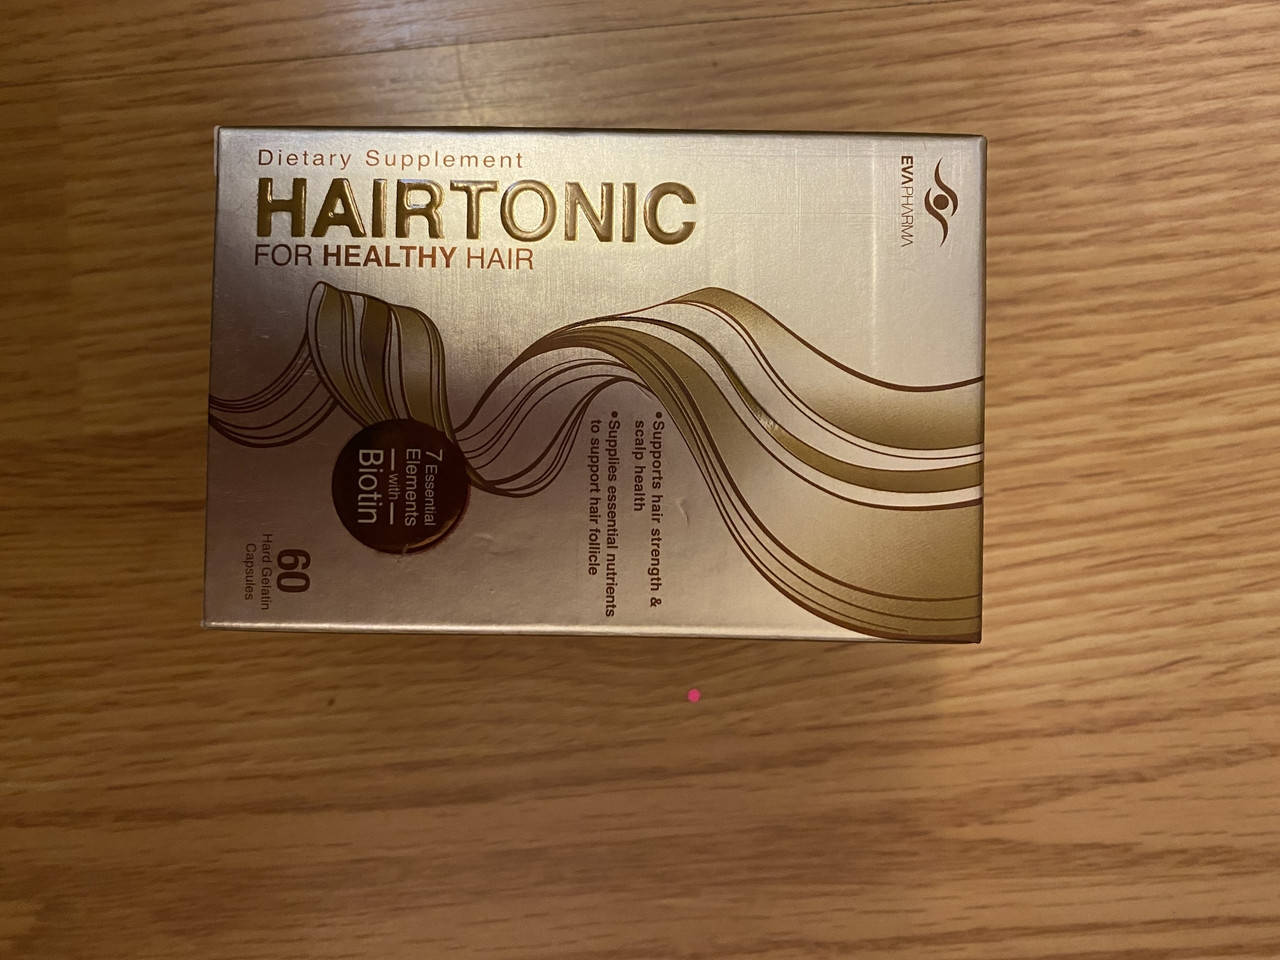 Dietary Supplement
HAIRTONIC
FOR HEALTHY HAIR
EVAPHARMA
•Supports hair strength &
scalp health
•Supplies essential nutrients
to support hair follicle
7 Essential
Elements
with
Biotin
60
Hard Gelatin
Capsules